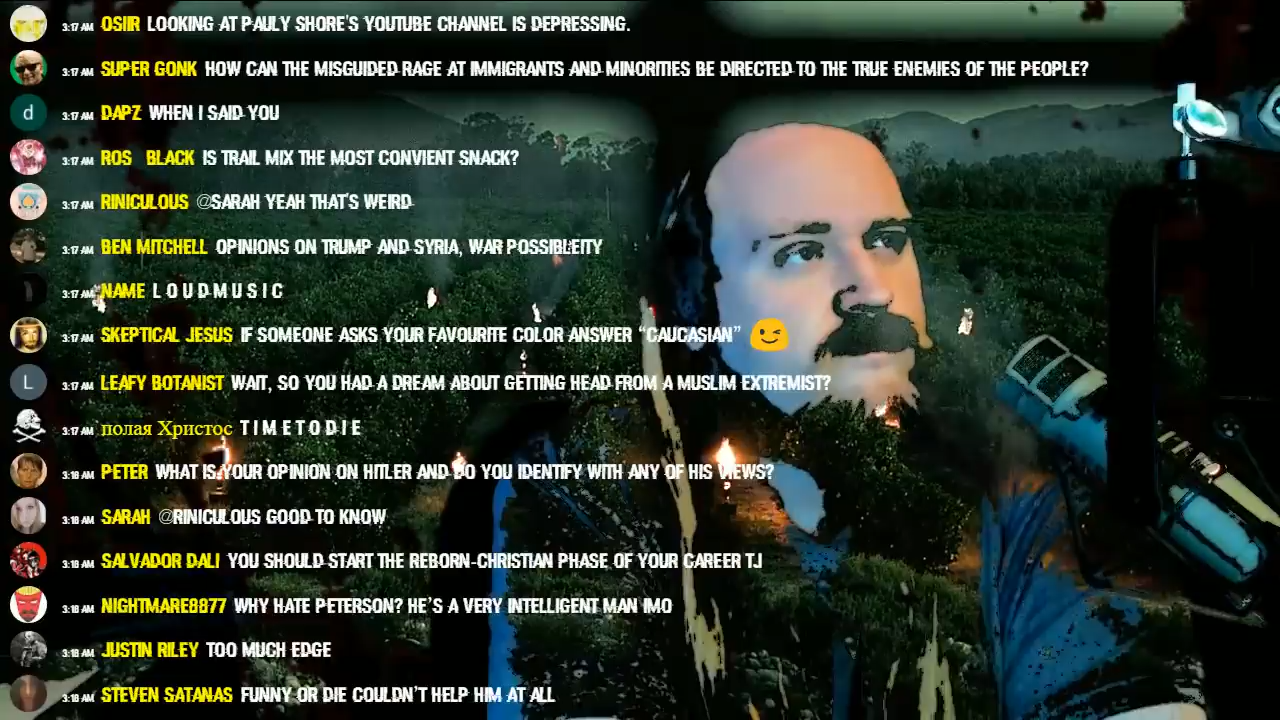 3:17 AM OSIIR LOOKING AT PAULY SHORE'S YOUTUBE CHANNEL IS DEPRESSING.
3:17 AM SUPER GONK HOW CAN THE MISGUIDED RAGE AT IMMIGRANTS AND MINORITIES BE DIRECTED TO THE TRUE ENEMIES OF THE PEOPLE?
d 3:17 AM DAPZ WHEN I SAID YOU
3:17 AM ROS BLACK IS TRAIL MIX THE MOST CONVIENT SNACK?
3:17 AM RINICULOUS @SARAH YEAH THAT'S WEIRD
3:17 AM BEN MITCHELL OPINIONS ON TRUMP AND SYRIA, WAR POSSIBLEITY
3:17 AM NAME L O U D M U S I C
3:17 AM SKEPTICAL JESUS IF SOMEONE ASKS YOUR FAVOURITE COLOR ANSWER “CAUCASIAN” 😉
L 3:17 AM LEAFY BOTANIST WAIT, SO YOU HAD A DREAM ABOUT GETTING HEAD FROM A MUSLIM EXTREMIST?
3:17 AM полая Христос T I M E T O D I E
3:18 AM PETER WHAT IS YOUR OPINION ON HITLER AND DO YOU IDENTIFY WITH ANY OF HIS VIEWS?
3:18 AM SARAH @RINICULOUS GOOD TO KNOW
3:18 AM SALVADOR DALI YOU SHOULD START THE REBORN-CHRISTIAN PHASE OF YOUR CAREER TJ
3:18 AM NIGHTMARE8877 WHY HATE PETERSON? HE'S A VERY INTELLIGENT MAN IMO
3:18 AM JUSTIN RILEY TOO MUCH EDGE
3:18 AM STEVEN SATANAS FUNNY OR DIE COULDN'T HELP HIM AT ALL